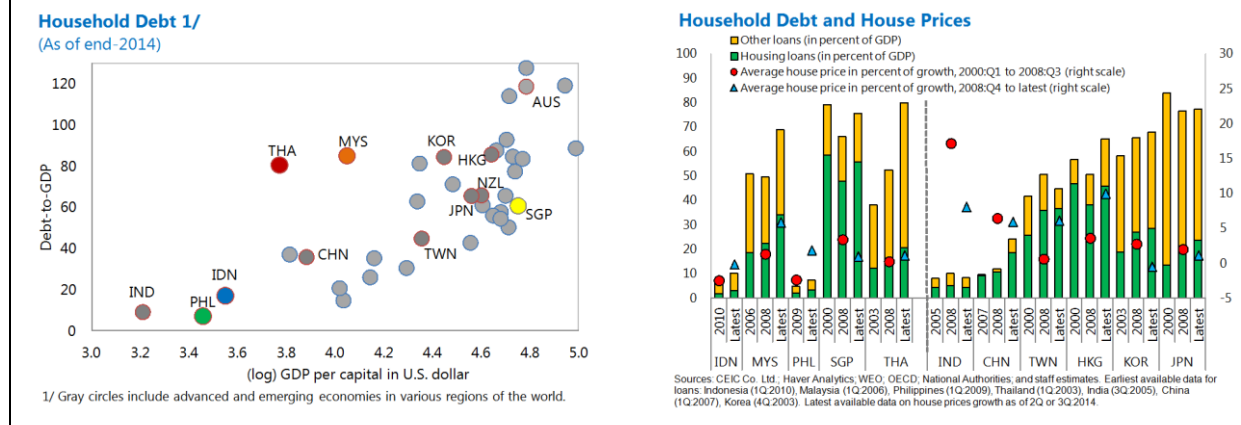 Household Debt 1/
(As of end-2014)
Debt-to-GDP
120
100
80
60
40
20
0
AUS
KOR
MYS
THA
HKG
NZL
JPN
SGP
TWN
CHN
IDN
IND
PHL
3.0 3.2 3.4 3.6 3.8 4.0 4.2 4.4 4.6 4.8 5.0
(log) GDP per capital in U.S. dollar
1/ Gray circles include advanced and emerging economies in various regions of the world.
Household Debt and House Prices
Other loans (in percent of GDP)
Housing loans (in percent of GDP)
Average house price in percent of growth, 2000:Q1 to 2008:Q3 (right scale)
Average house price in percent of growth, 2008:Q4 to latest (right scale)
100
90
80
70
60
50
40
30
20
10
0
30
25
20
15
10
5
0
-5
2010 Latest 2006 2008 Latest 2009 Latest 2000 2008 Latest 2003 2008 Latest 2005 2008 Latest 2007 2008 Latest 2000 2008 Latest 2000 2008 Latest 2003 2008 Latest 2000 2008 Latest
IDN MYS PHL SGP THA IND CHN TWN HKG KOR JPN
Sources: CEIC Co. Ltd.; Haver Analytics; WEO; OECD; National Authorities; and staff estimates. Earliest available data for
loans: Indonesia (1Q:2010), Malaysia (1Q:2006), Philippines (1Q:2009), Thailand (1Q:2003), India (3Q:2005), China
(1Q:2007), Korea (4Q:2003). Latest available data on house prices growth as of 2Q or 3Q:2014.